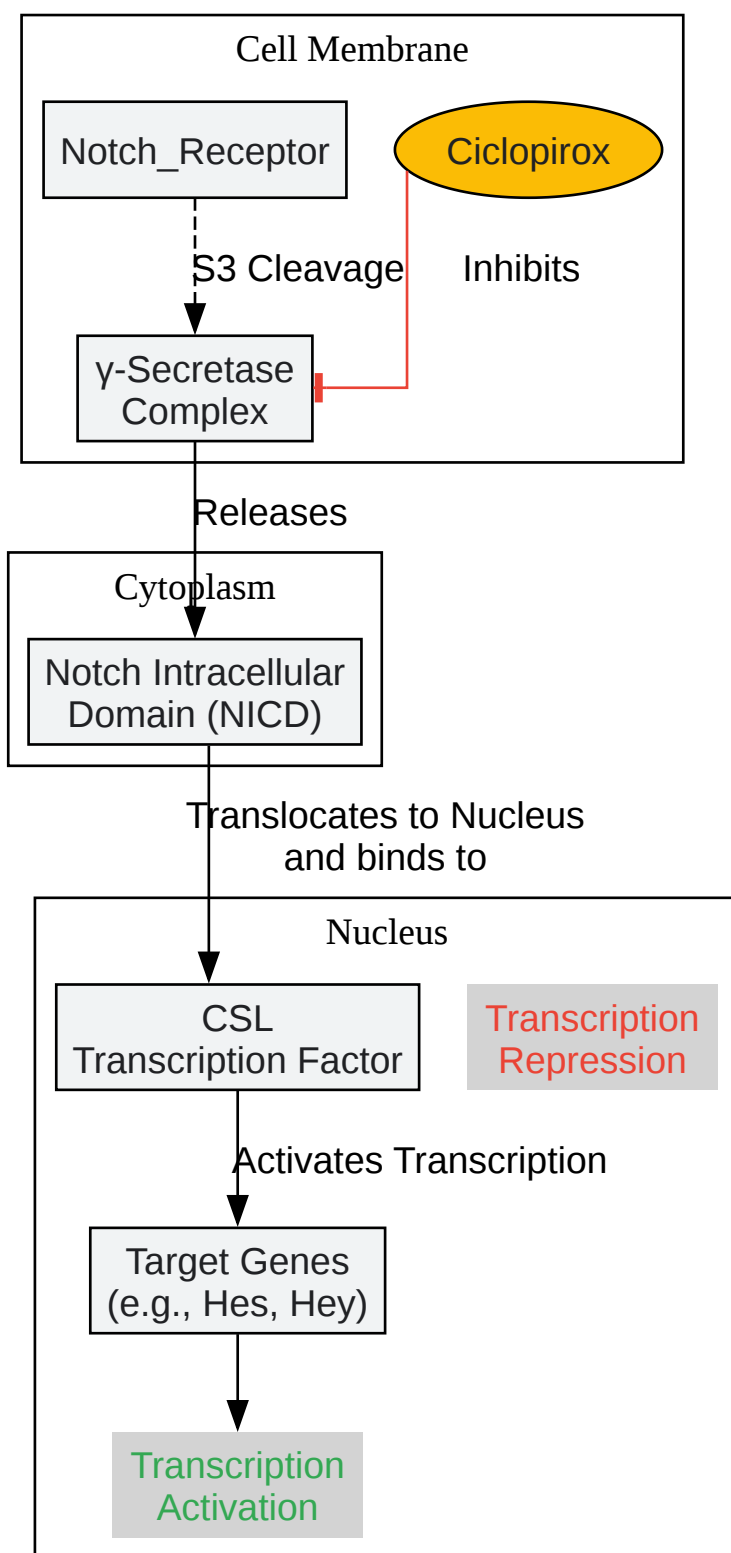 Cell Membrane
Notch_Receptor
Ciclopirox
S3 Cleavage
Inhibits
γ-Secretase
Complex
Releases
Cytoplasm
Notch Intracellular
Domain (NICD)
Translocates to Nucleus
and binds to
Nucleus
CSL
Transcription Factor
Transcription
Repression
Activates Transcription
Target Genes
(e.g., Hes, Hey)
Transcription
Activation